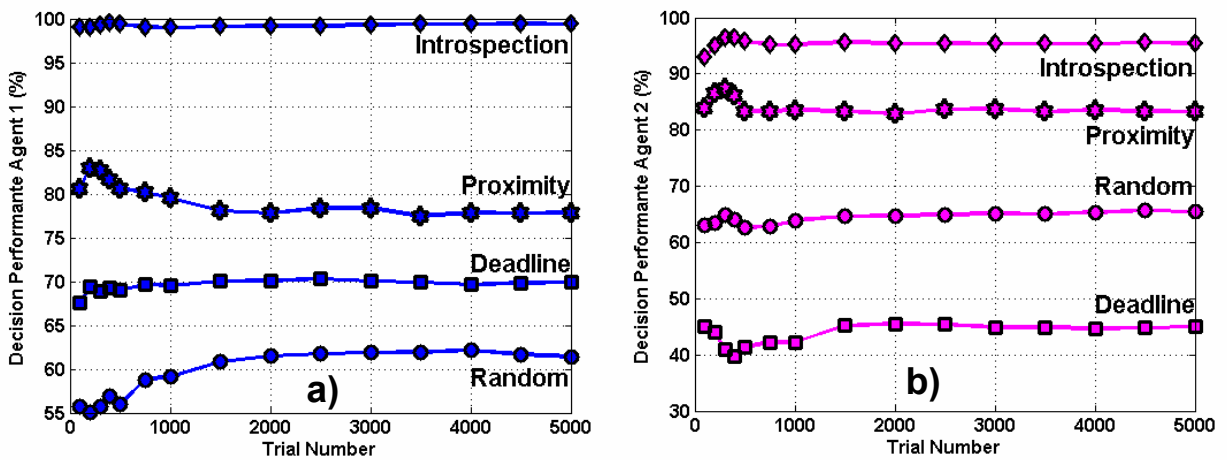 Decision Performante Agent 1 (%)
100
95
90
85
80
75
70
65
60
55
Introspection
Proximity
Deadline
Random
a)
0
1000
2000
3000
4000
5000
Trial Number
Decision Performante Agent 2 (%)
100
90
80
70
60
50
40
30
Introspection
Proximity
Random
Deadline
b)
0
1000
2000
3000
4000
5000
Trial Number